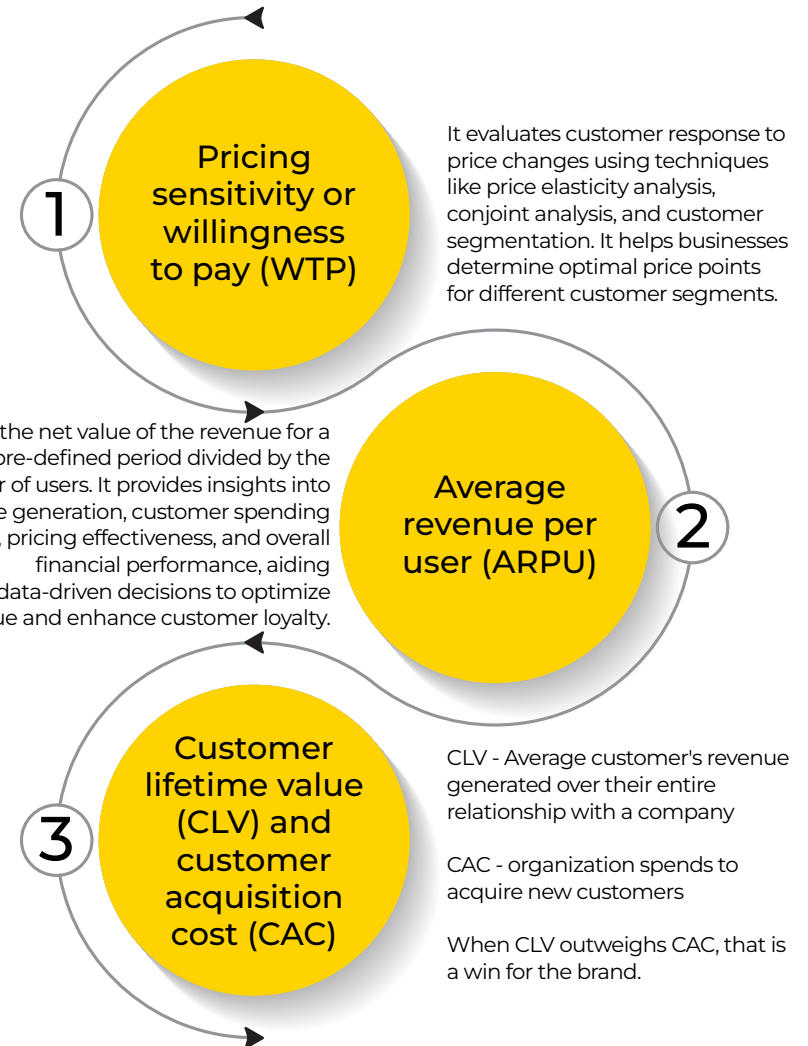 1
Pricing
sensitivity or
willingness
to pay (WTP)
It evaluates customer response to
price changes using techniques
like price elasticity analysis,
conjoint analysis, and customer
segmentation. It helps businesses
determine optimal price points
for different customer segments.
the net value of the revenue for a
pre-defined period divided by the
of users. It provides insights into
generation, customer spending
, pricing effectiveness, and overall
financial performance, aiding
data-driven decisions to optimize
and enhance customer loyalty.
Average
revenue per
user (ARPU)
2
3
Customer
lifetime value
(CLV) and
customer
acquisition
cost (CAC)
CLV - Average customer's revenue
generated over their entire
relationship with a company
CAC - organization spends to
acquire new customers
When CLV outweighs CAC, that is
a win for the brand.